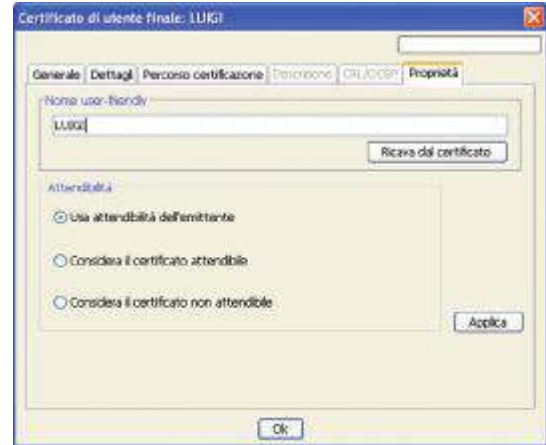 Certificato di utente finale: LUIGI
Generale Dettagli Percorso certificazione Descrizione CRL/OCSP Proprietà
Nome user-friendly
LUIGI
Ricava dal certificato
Attendibilità
Usa attendibilità dell'emittente
Considera il certificato attendibile
Considera il certificato non attendibile
Applica
Ok